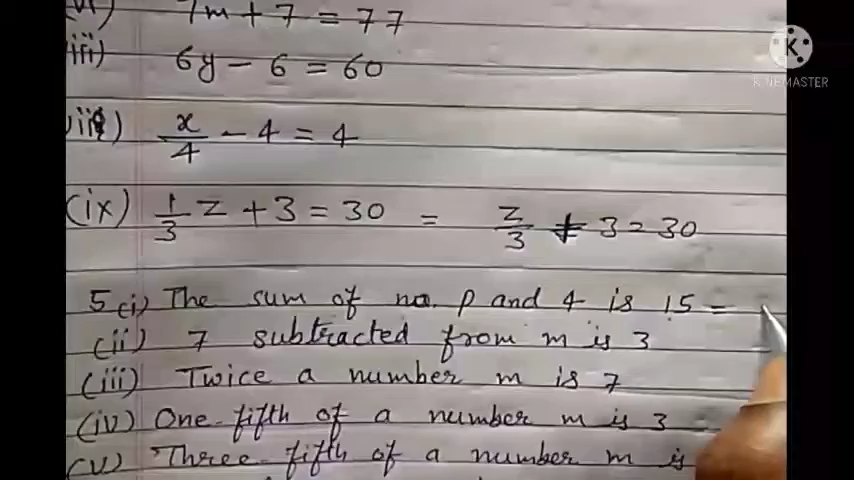 7m + 7 = 77
iii) 6y - 6 = 60
K
KINEMASTER
iii) x/4 - 4 = 4
(ix) 1/3 z + 3 = 30 = z/3 + 3 = 30
5(i) The sum of no. p and 4 is 15 =
(ii) 7 subtracted from m is 3
(iii) Twice a number m is 7
(iv) One-fifth of a number m is 3
(v) Three-fifth of a number m is